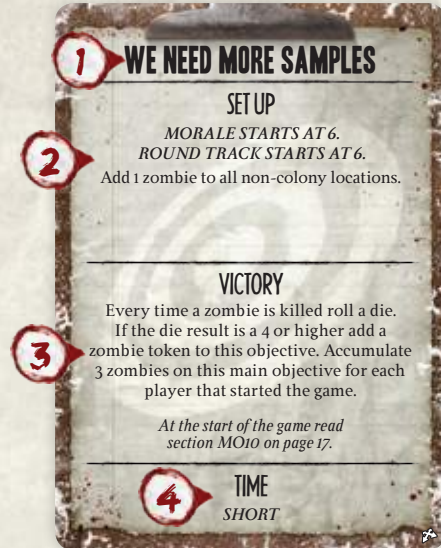 1
WE NEED MORE SAMPLES
SET UP
MORALE STARTS AT 6.
2
ROUND TRACK STARTS AT 6.
Add 1 zombie to all non-colony locations.
VICTORY
Every time a zombie is killed roll a die.
If the die result is a 4 or higher add a
3
zombie token to this objective. Accumulate
3 zombies on this main objective for each
player that started the game.
At the start of the game read
section MO10 on page 17.
4
TIME
SHORT